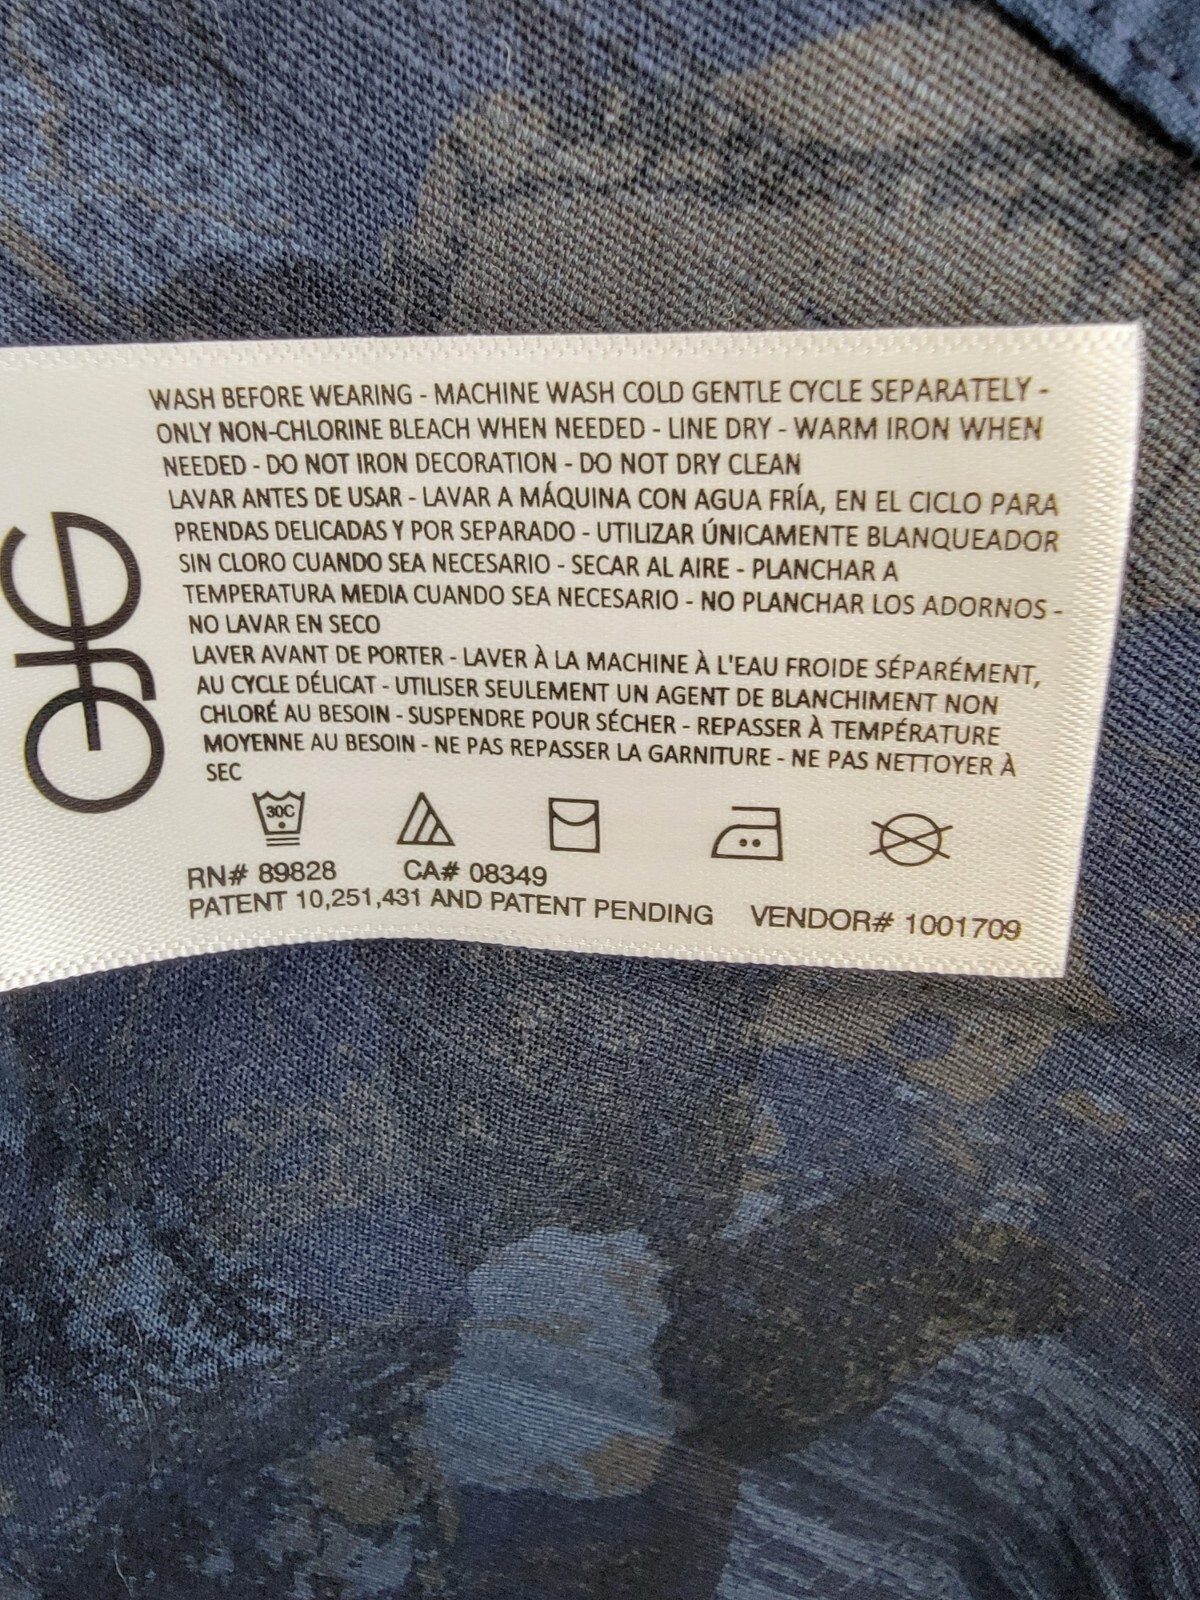 WASH BEFORE WEARING - MACHINE WASH COLD GENTLE CYCLE SEPARATELY -
ONLY NON-CHLORINE BLEACH WHEN NEEDED - LINE DRY - WARM IRON WHEN
NEEDED - DO NOT IRON DECORATION - DO NOT DRY CLEAN
LAVAR ANTES DE USAR - LAVAR A MÁQUINA CON AGUA FRÍA, EN EL CICLO PARA
PRENDAS DELICADAS Y POR SEPARADO - UTILIZAR ÚNICAMENTE BLANQUEADOR
SIN CLORO CUANDO SEA NECESARIO - SECAR AL AIRE - PLANCHAR A
TEMPERATURA MEDIA CUANDO SEA NECESARIO - NO PLANCHAR LOS ADORNOS -
NO LAVAR EN SECO
LAVER AVANT DE PORTER - LAVER À LA MACHINE À L'EAU FROIDE SÉPARÉMENT,
AU CYCLE DÉLICAT - UTILISER SEULEMENT UN AGENT DE BLANCHIMENT NON
CHLORÉ AU BESOIN - SUSPENDRE POUR SÉCHER - REPASSER À TEMPÉRATURE
MOYENNE AU BESOIN - NE PAS REPASSER LA GARNITURE - NE PAS NETTOYER À
SEC
30C
RN# 89828 CA# 08349
PATENT 10,251,431 AND PATENT PENDING VENDOR# 1001709